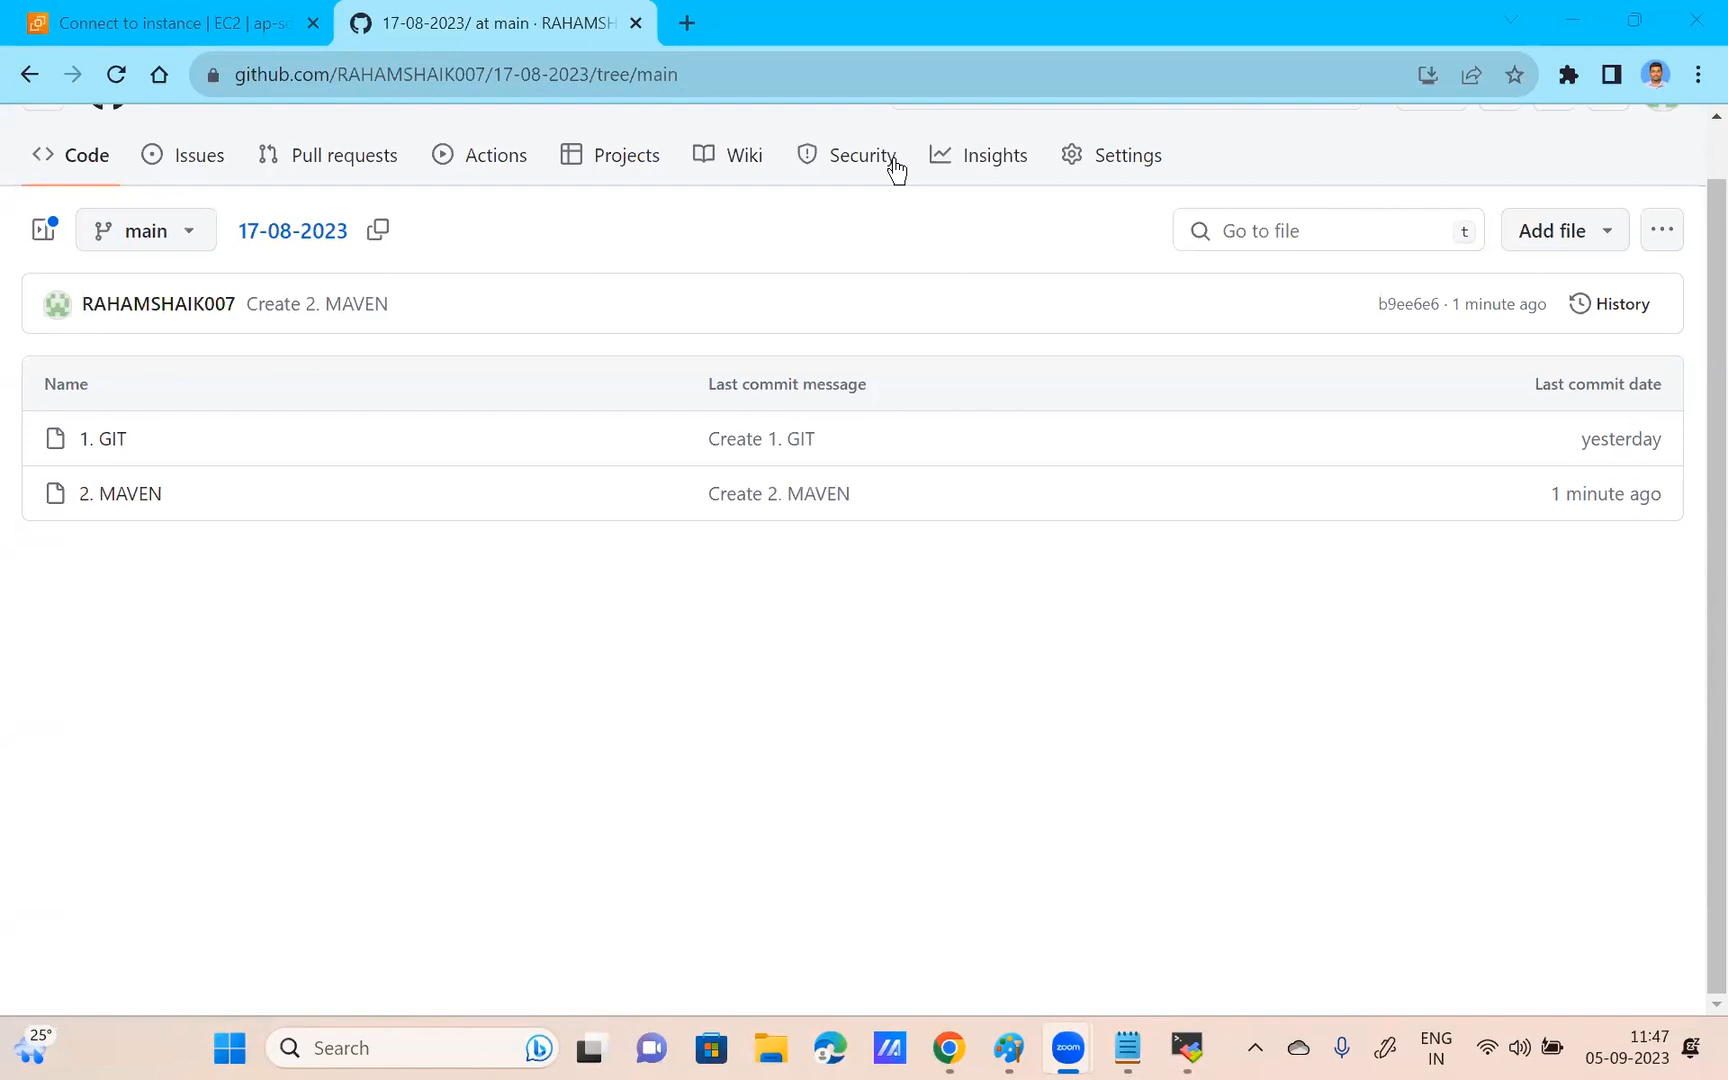 Connect to instance | EC2 | ap-so
17-08-2023/ at main · RAHAMSH
github.com/RAHAMSHAIK007/17-08-2023/tree/main
Code Issues Pull requests Actions Projects Wiki Security Insights Settings
main 17-08-2023 Go to file t Add file
RAHAMSHAIK007 Create 2. MAVEN b9ee6e6 · 1 minute ago History
Name Last commit message Last commit date
1. GIT Create 1. GIT yesterday
2. MAVEN Create 2. MAVEN 1 minute ago
25°
Search
zoom
ENG
IN
11:47
05-09-2023